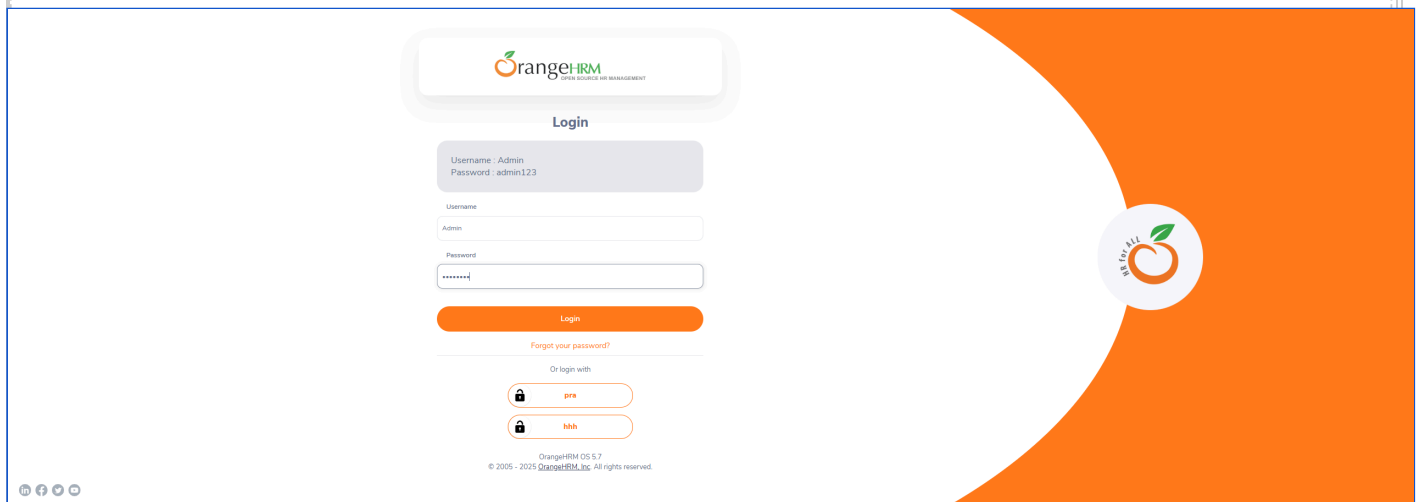 OrangeHRM
OPEN SOURCE HR MANAGEMENT
Login
Username : Admin
Password : admin123
Username
Admin
Password
••••••••
Login
Forgot your password?
Or login with
pra
hhh
OrangeHRM OS 5.7
© 2005 - 2025 OrangeHRM, Inc. All rights reserved.
HR for ALL